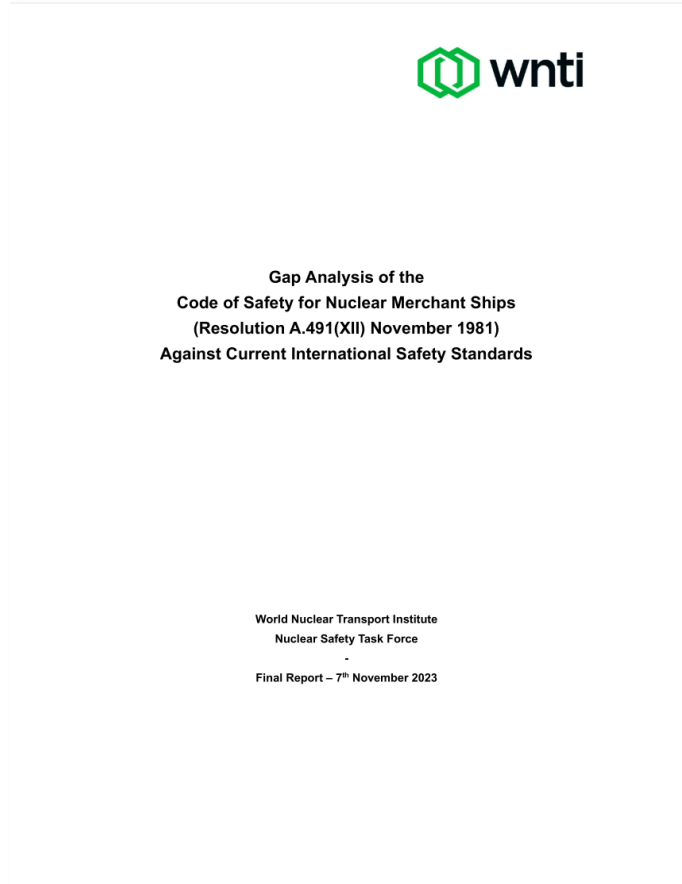 wnti
Gap Analysis of the
Code of Safety for Nuclear Merchant Ships
(Resolution A.491(XII) November 1981)
Against Current International Safety Standards
World Nuclear Transport Institute
Nuclear Safety Task Force
-
Final Report – 7th November 2023